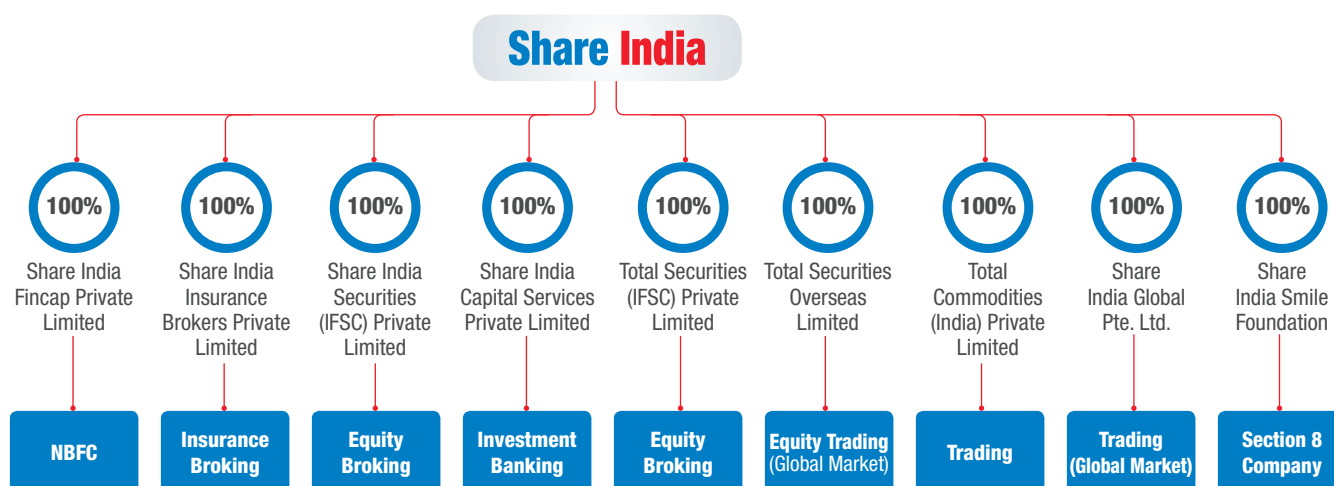 Share India
100%
100%
100%
100%
100%
100%
100%
100%
100%
Share India
Fincap Private
Limited
Share India
Insurance
Brokers Private
Limited
Share India
Securities
(IFSC) Private
Limited
Share India
Capital Services
Private Limited
Total Securities
(IFSC) Private
Limited
Total Securities
Overseas
Limited
Total
Commodities
(India) Private
Limited
Share
India Global
Pte. Ltd.
Share
India Smile
Foundation
NBFC
Insurance
Broking
Equity
Broking
Investment
Banking
Equity
Broking
Equity Trading
(Global Market)
Trading
Trading
(Global Market)
Section 8
Company